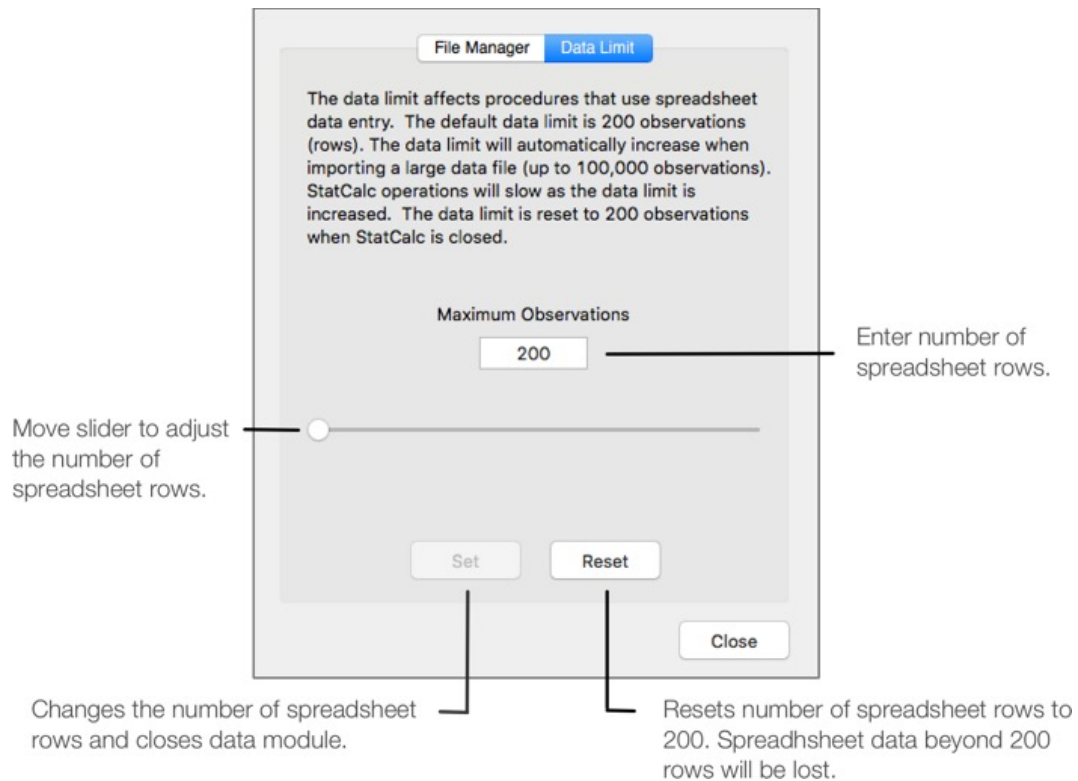 File Manager
Data Limit
The data limit affects procedures that use spreadsheet
data entry.  The default data limit is 200 observations
(rows). The data limit will automatically increase when
importing a large data file (up to 100,000 observations).
StatCalc operations will slow as the data limit is
increased.  The data limit is reset to 200 observations
when StatCalc is closed.
Maximum Observations
200
Enter number of
spreadsheet rows.
Move slider to adjust
the number of
spreadsheet rows.
Set
Reset
Close
Changes the number of spreadsheet
rows and closes data module.
Resets number of spreadsheet rows to
200. Spreadhsheet data beyond 200
rows will be lost.